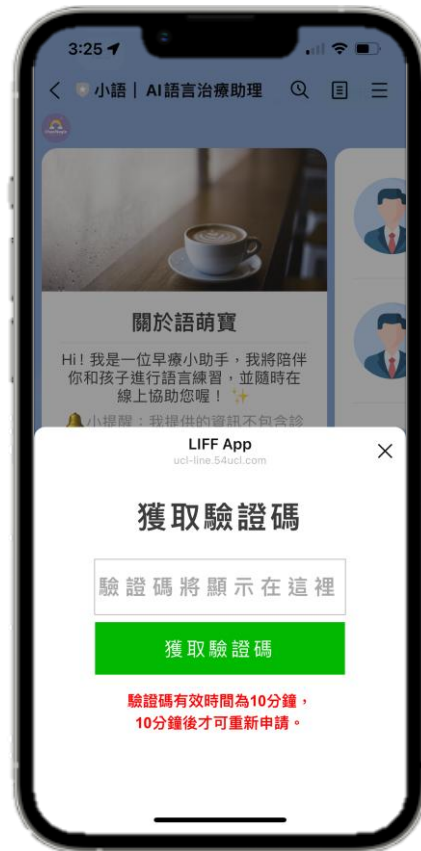 3:25
小語 | AI語言治療助理
關於語萌寶
Hi！我是一位早療小助手，我將陪伴
你和孩子進行語言練習，並隨時在
線上協助您喔！
小提醒：我提供的資訊不包含診
LIFF App
ucl-line.54ucl.com
獲取驗證碼
驗證碼將顯示在這裡
獲取驗證碼
驗證碼有效時間為10分鐘，
10分鐘後才可重新申請。